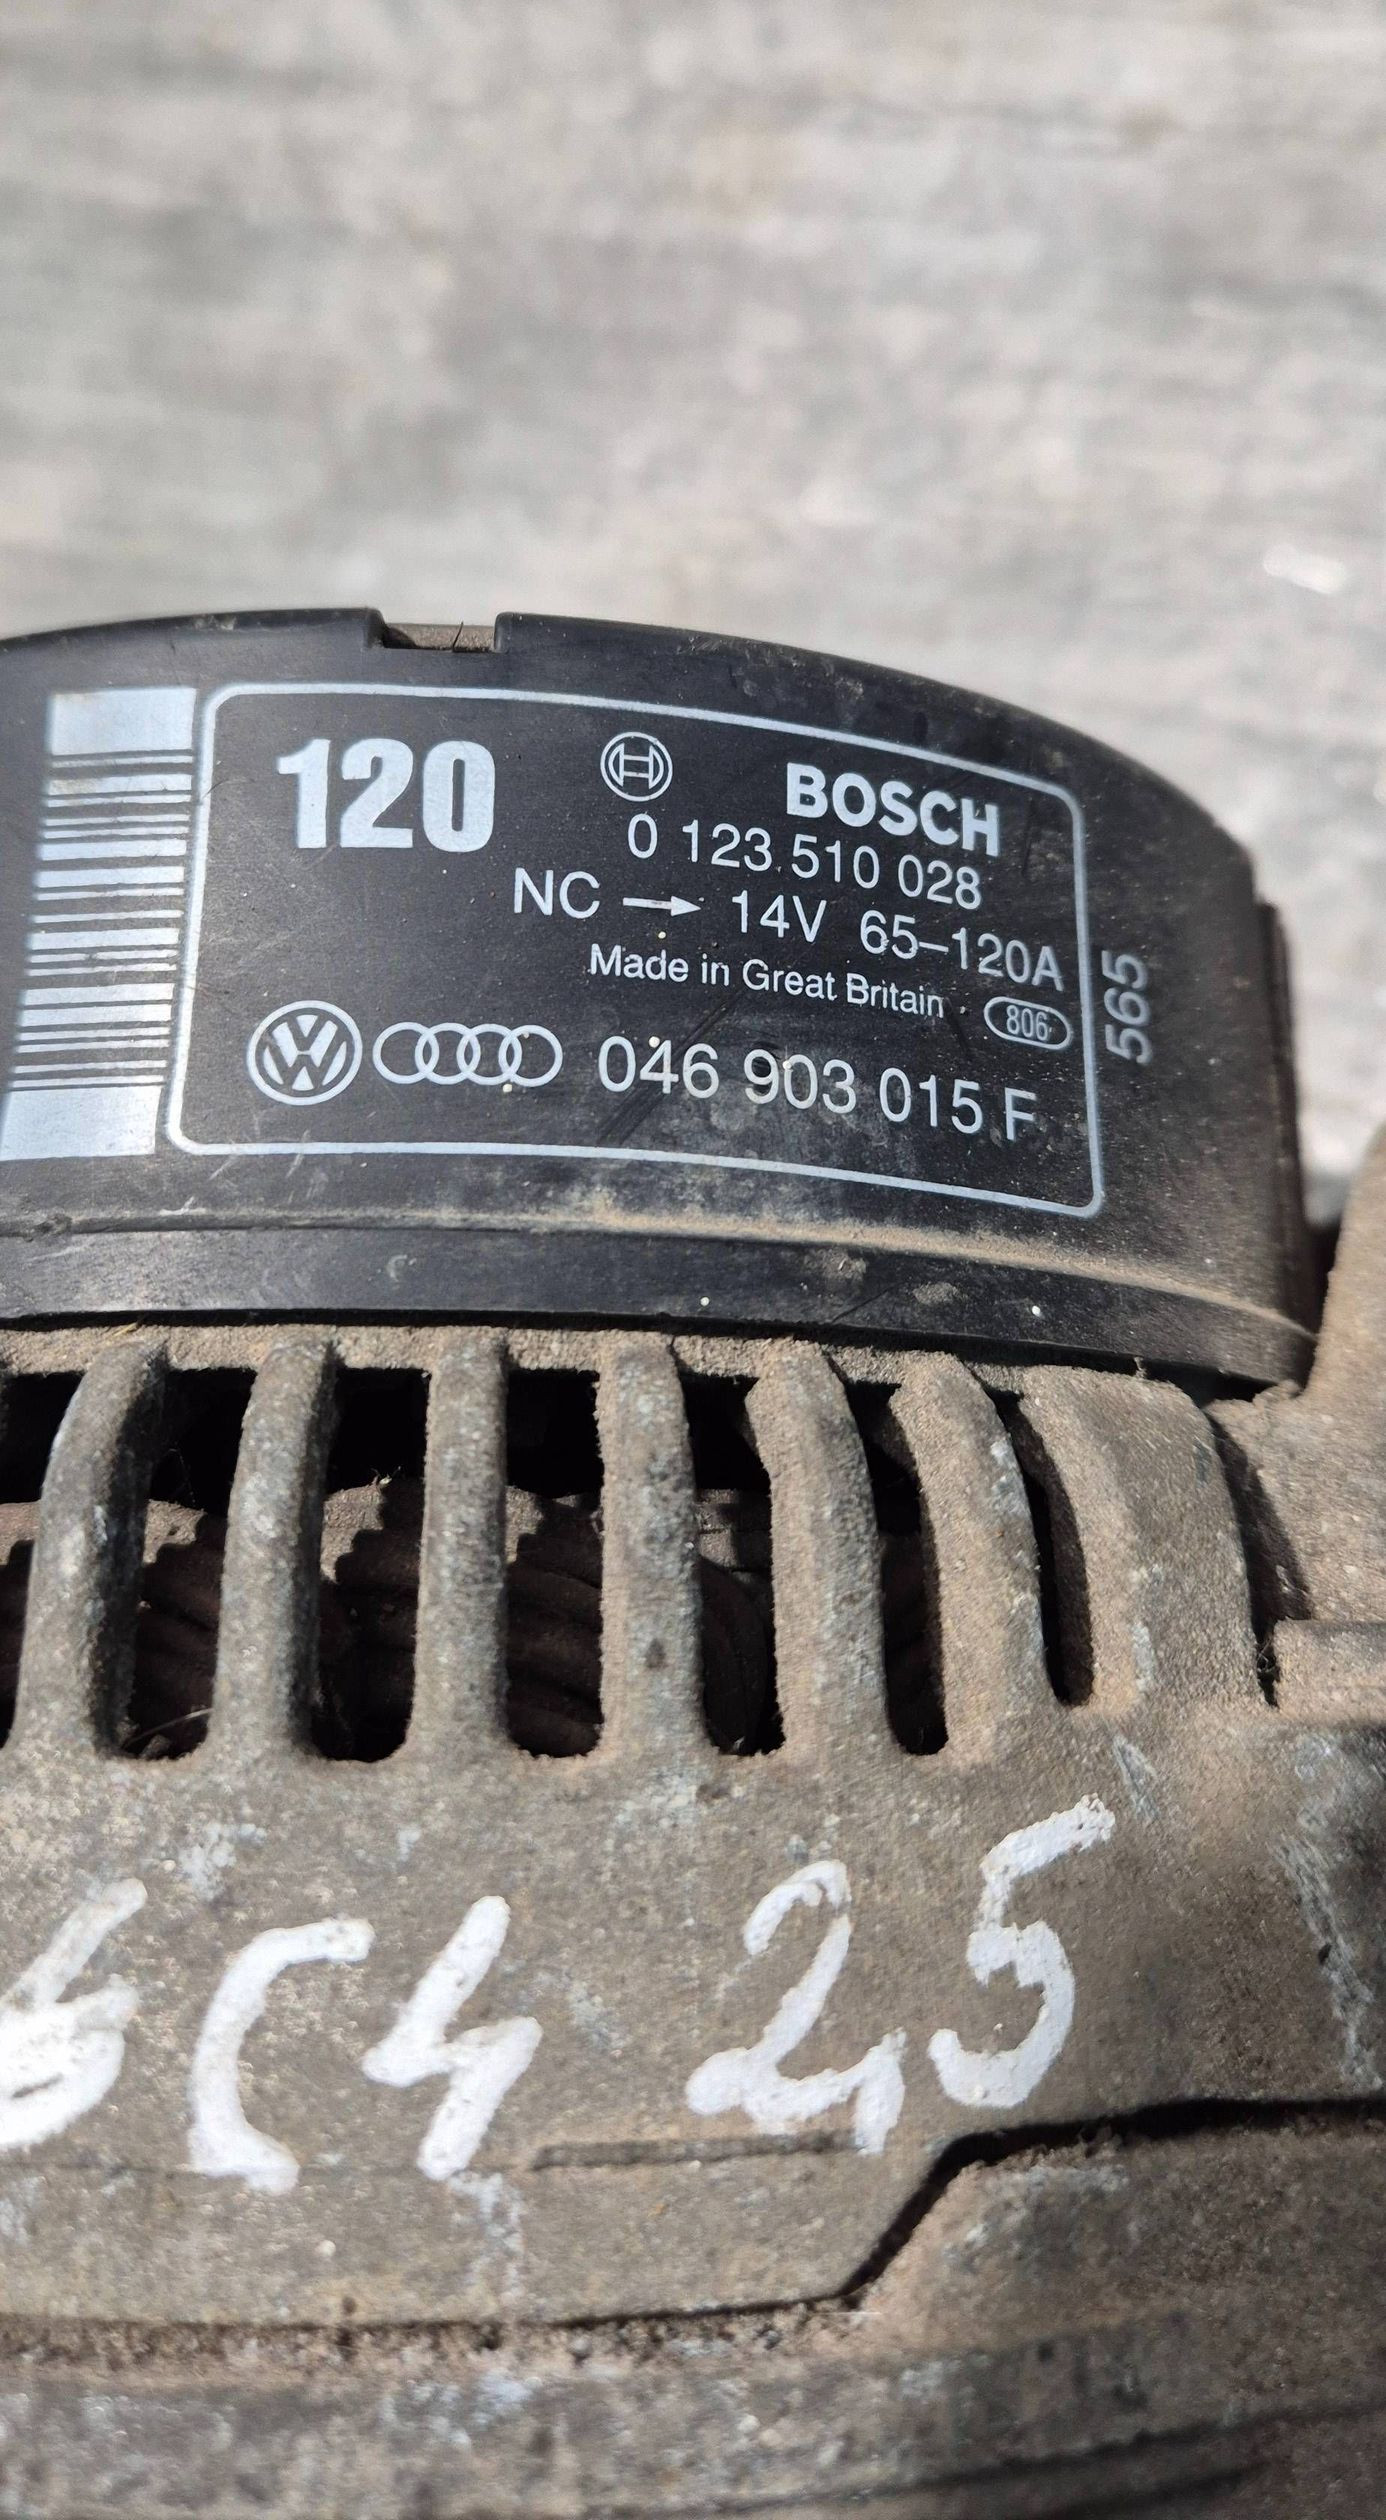 120
BOSCH
0 123 510 028
NC → 14V 65–120A
Made in Great Britain 806
046 903 015 F
565
C4 2,5